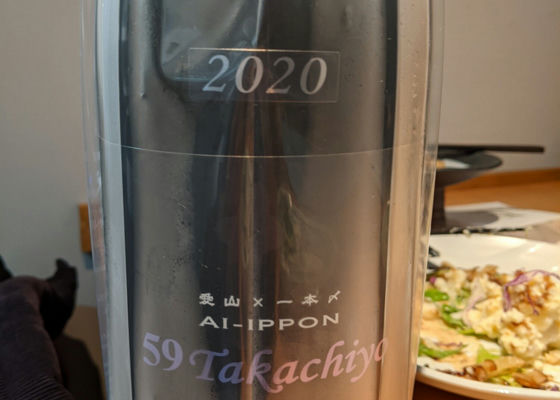 2020
愛山×一本〆
AI-IPPON
59 Takachiyo